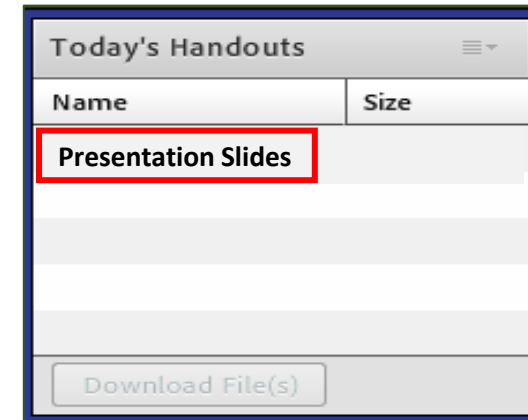 Today's Handouts
Name Size
Presentation Slides
Download File(s)